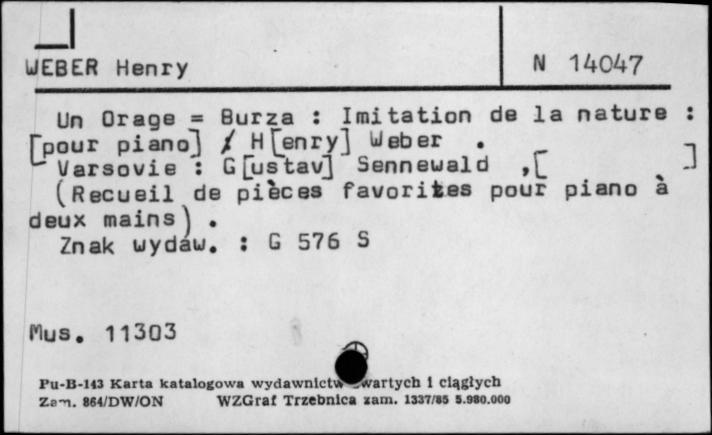 WEBER Henry
N 14047
Un Orage = Burza : Imitation de la nature :
[pour piano] / H[enry] Weber .
Varsovie : G[ustav] Sennewald ,[ ]
(Recueil de pièces favorites pour piano à
deux mains) .
Znak wydaw. : G 576 S
Mus. 11303
Pu-B-143 Karta katalogowa wydawnictw zwartych i ciągłych
Zam. 864/DW/ON WZGraf Trzebnica zam. 1337/85 5.980.000